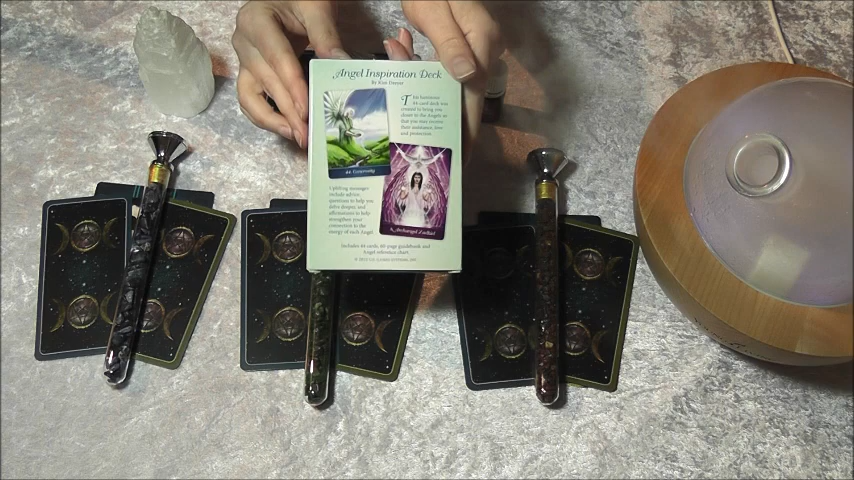 Angel Inspiration Deck
By Kim Dreyer
This luminous
44-card deck was
created to bring you
closer to the Angels so
that you may receive
their assistance, love
and protection.
44 Generosity
Archangel Zadkiel
Uplifting messages
include advice,
questions to help you
delve deeper, and
affirmations to help
strengthen your
connection to the
energy of each Angel.
Includes 44 cards, 60-page guidebook and
Angel reference chart.